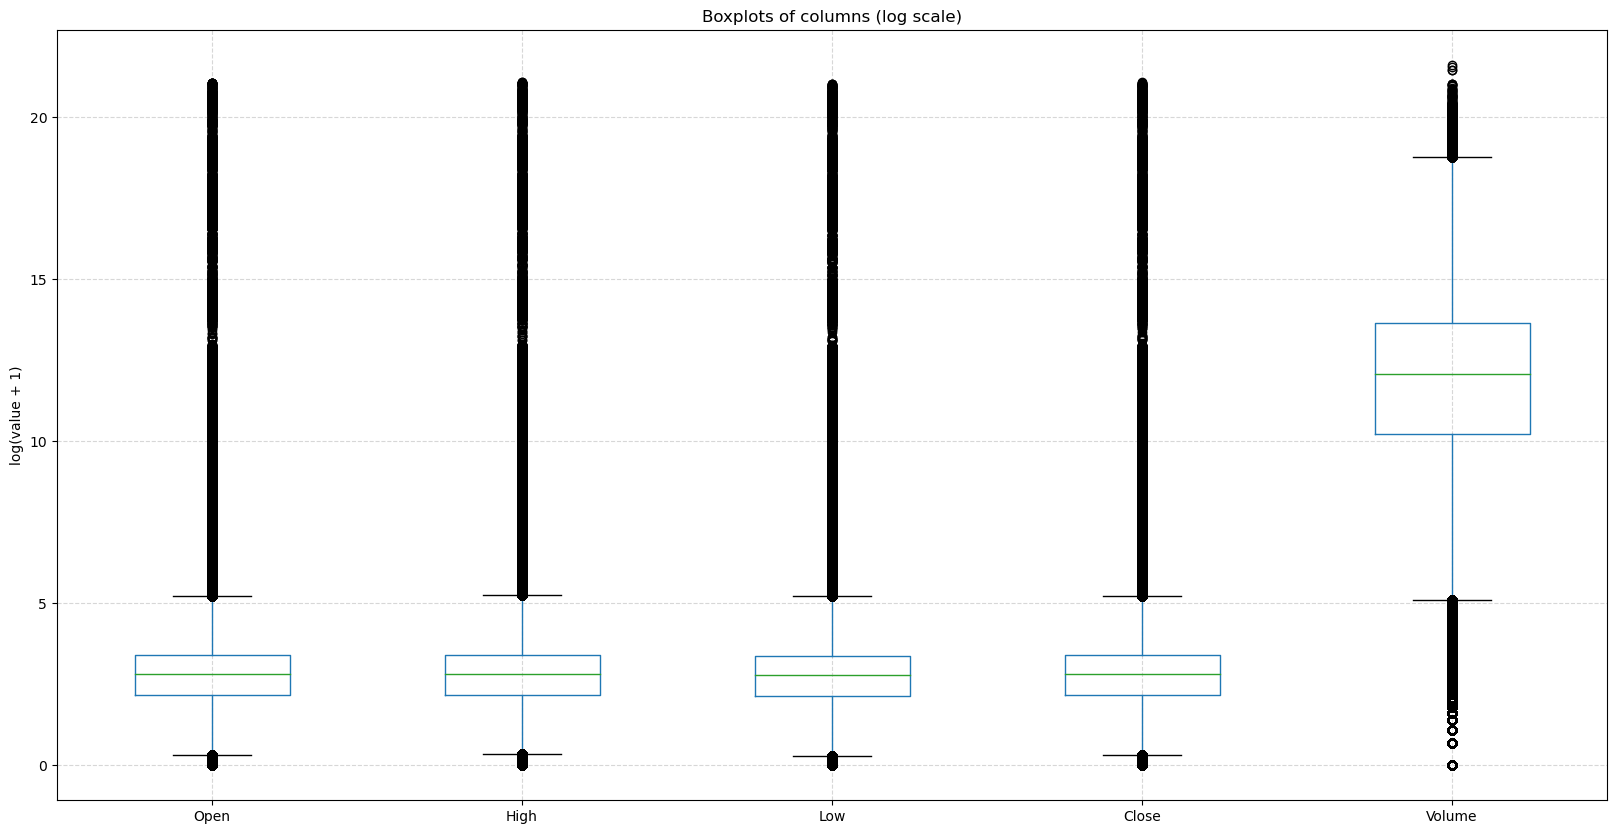 Boxplots of columns (log scale)
log(value + 1)
20
15
10
5
0
Open
High
Low
Close
Volume